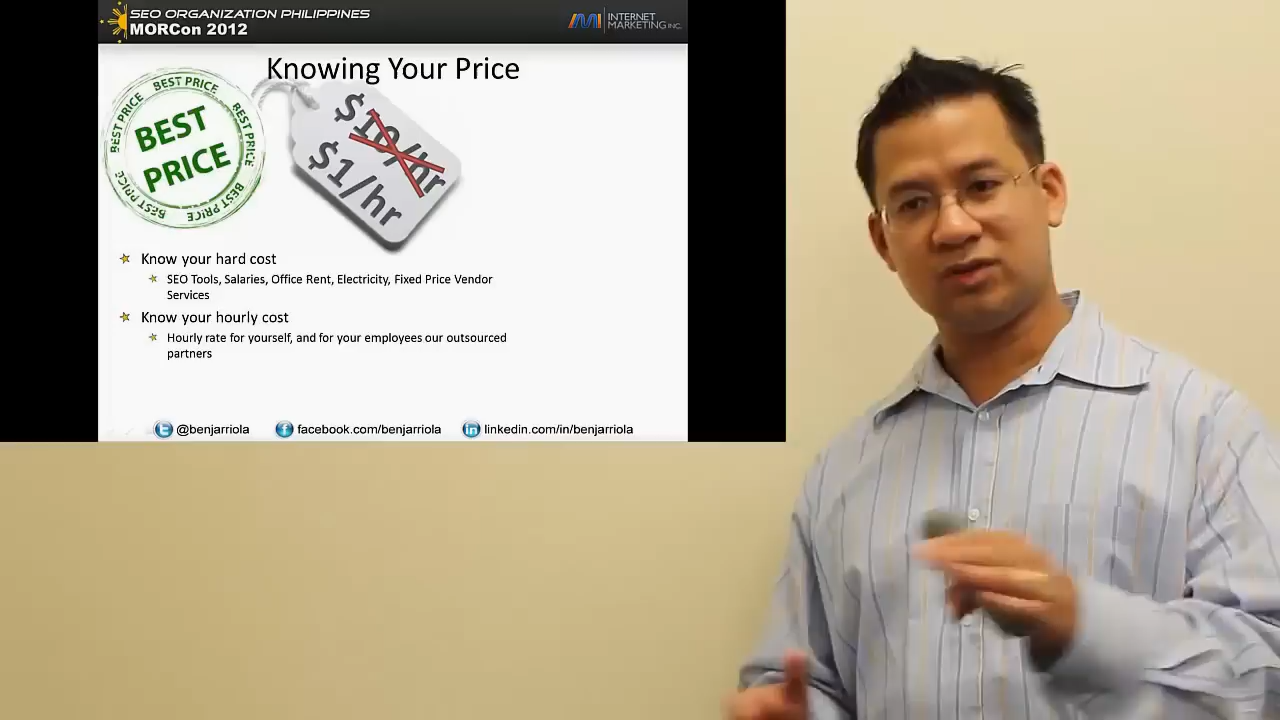 SEO ORGANIZATION PHILIPPINES
MORCon 2012
INTERNET
MARKETING INC.
Knowing Your Price
BEST PRICE
BEST PRICE
BEST PRICE
BEST PRICE
BEST PRICE
BEST
PRICE
$10/hr
$1/hr
Know your hard cost
SEO Tools, Salaries, Office Rent, Electricity, Fixed Price Vendor
Services
Know your hourly cost
Hourly rate for yourself, and for your employees our outsourced
partners
@benjarriola
facebook.com/benjarriola
linkedin.com/in/benjarriola